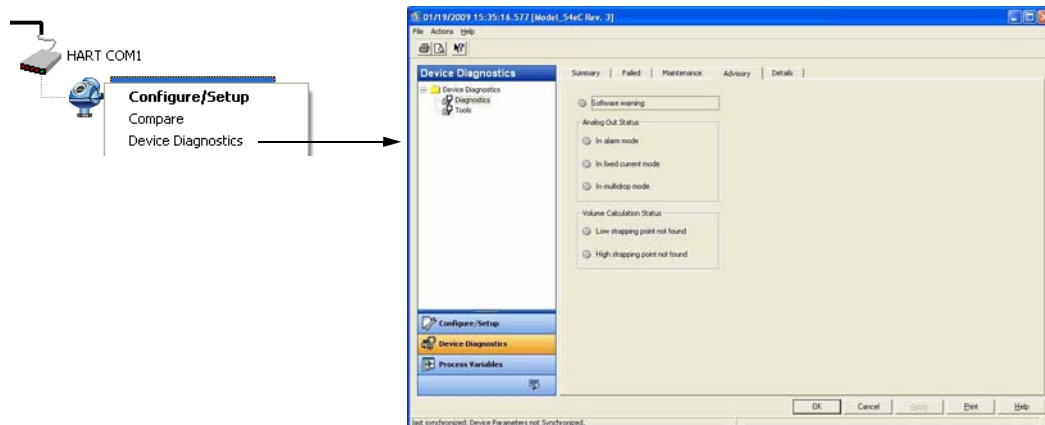 HART COM1
Configure/Setup
Compare
Device Diagnostics
01/19/2009 15:35:16.577 [Model_54eC Rev. 3]
File Actions Help
Device Diagnostics
Device Diagnostics
Diagnostics
Tools
Summary Failed Maintenance Advisory Details
Software warning
Analog Out Status
In alarm mode
In fixed current mode
In multidrop mode
Volume Calculation Status
Low strapping point not found
High strapping point not found
Configure/Setup
Device Diagnostics
Process Variables
OK Cancel Apply Print Help
last synchronized: Device Parameters not Synchronized.